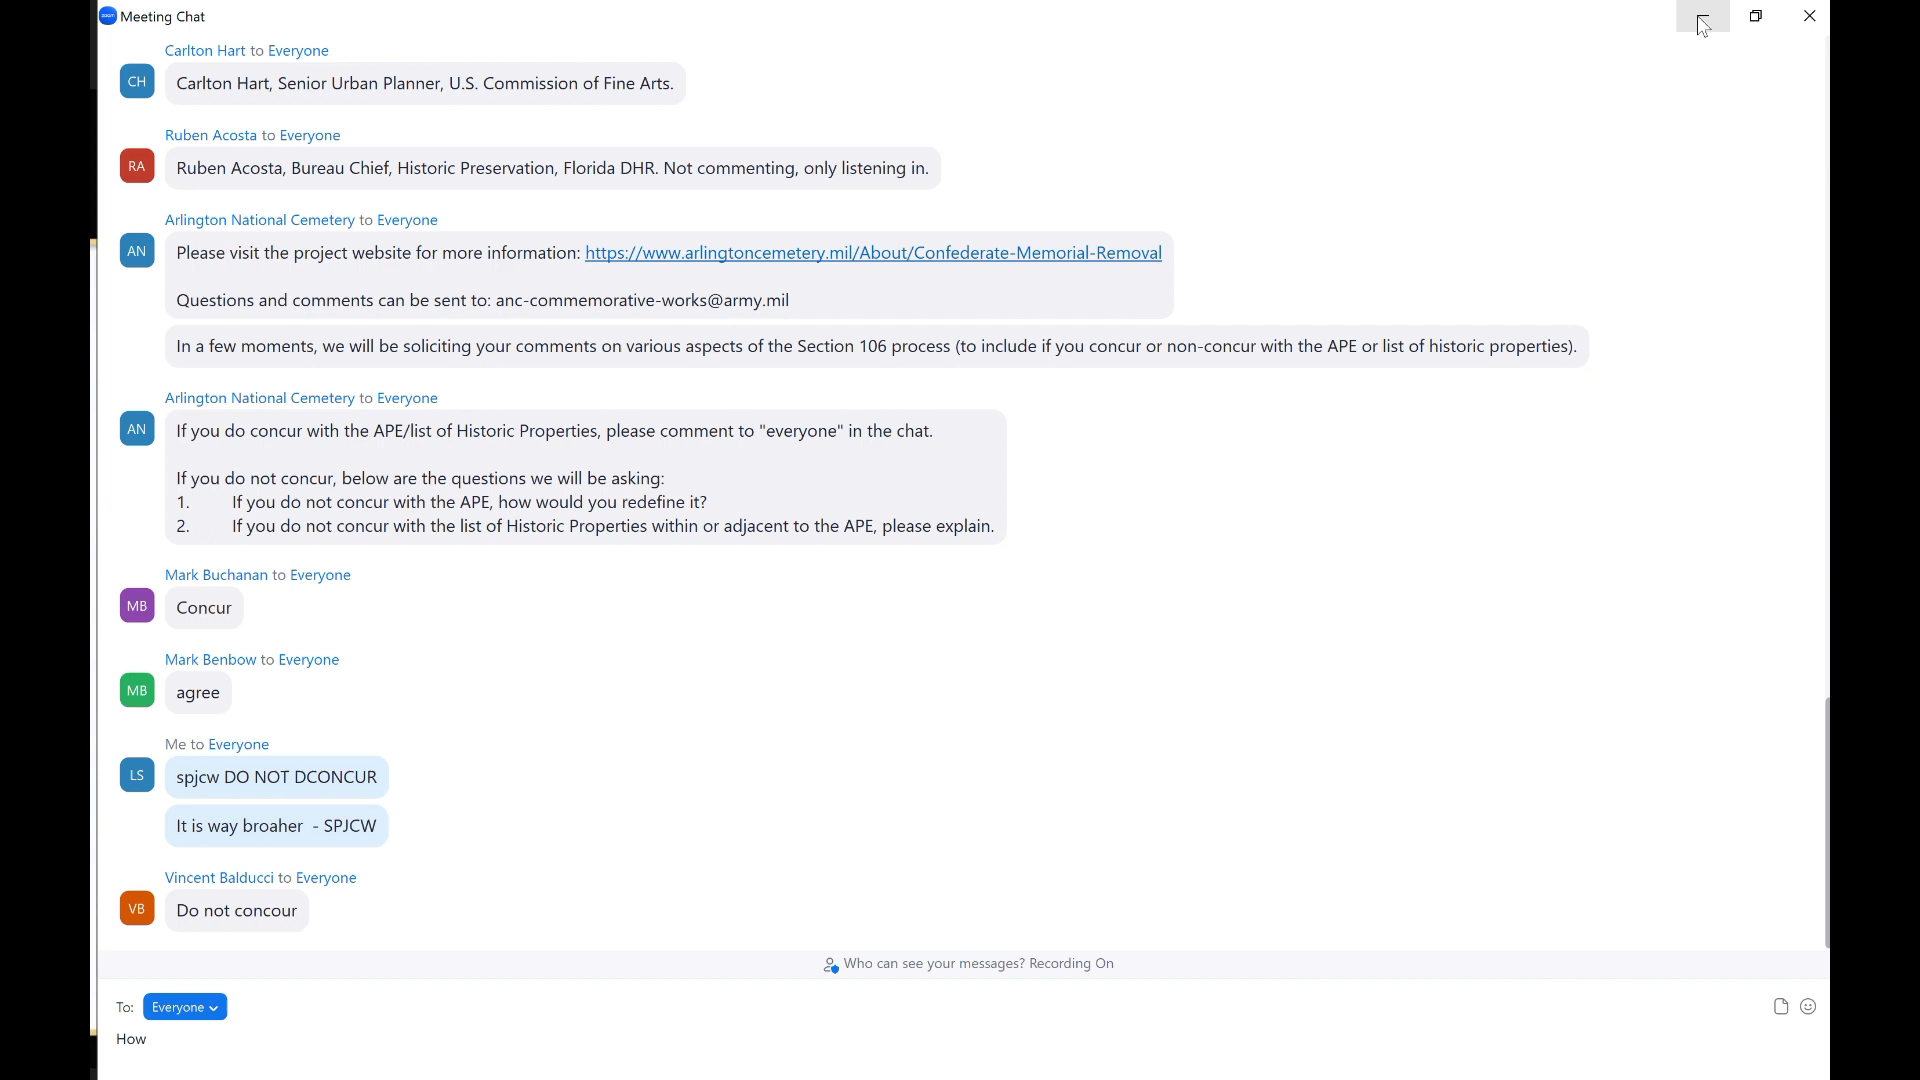 zoom Meeting Chat
Carlton Hart to Everyone
CH
Carlton Hart, Senior Urban Planner, U.S. Commission of Fine Arts.
Ruben Acosta to Everyone
RA
Ruben Acosta, Bureau Chief, Historic Preservation, Florida DHR. Not commenting, only listening in.
Arlington National Cemetery to Everyone
AN
Please visit the project website for more information: https://www.arlingtoncemetery.mil/About/Confederate-Memorial-Removal
Questions and comments can be sent to: anc-commemorative-works@army.mil
In a few moments, we will be soliciting your comments on various aspects of the Section 106 process (to include if you concur or non-concur with the APE or list of historic properties).
Arlington National Cemetery to Everyone
AN
If you do concur with the APE/list of Historic Properties, please comment to "everyone" in the chat.
If you do not concur, below are the questions we will be asking:
1. If you do not concur with the APE, how would you redefine it?
2. If you do not concur with the list of Historic Properties within or adjacent to the APE, please explain.
Mark Buchanan to Everyone
MB
Concur
Mark Benbow to Everyone
MB
agree
Me to Everyone
LS
spjcw DO NOT DCONCUR
It is way broaher - SPJCW
Vincent Balducci to Everyone
VB
Do not concour
Who can see your messages? Recording On
To: Everyone
How